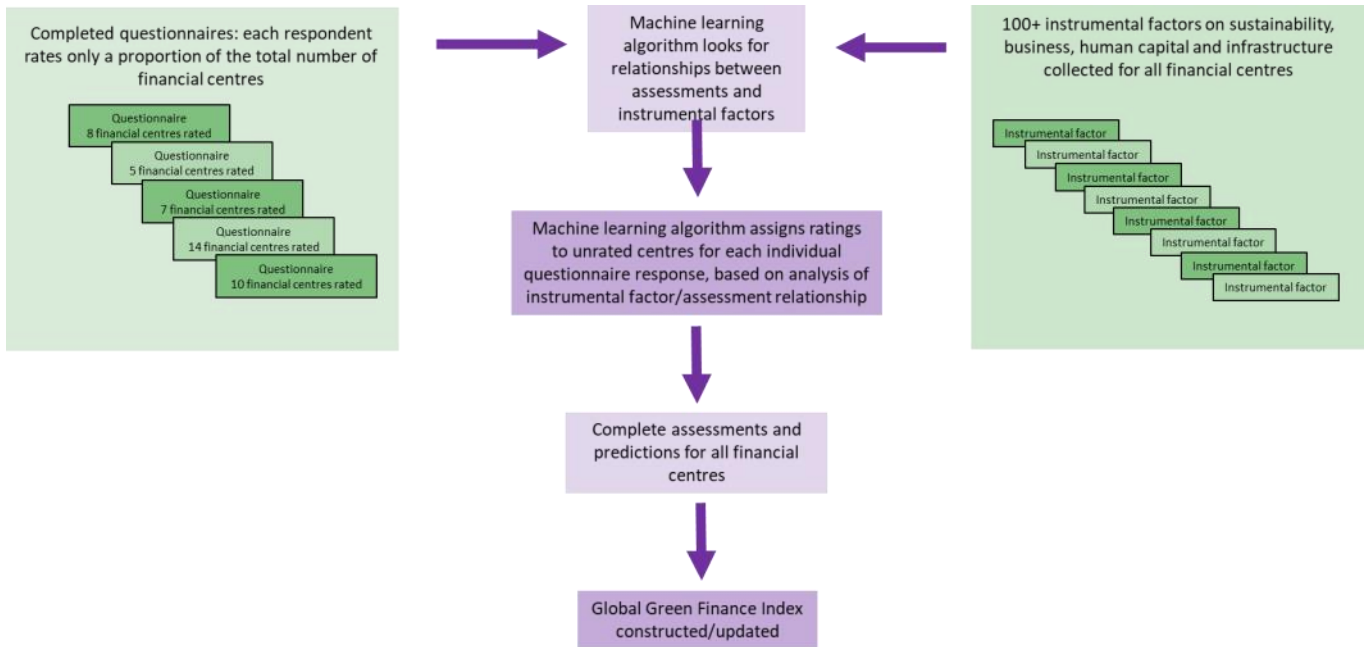 Completed questionnaires: each respondent
rates only a proportion of the total number of
financial centres
Questionnaire
8 financial centres rated
Questionnaire
5 financial centres rated
Questionnaire
7 financial centres rated
Questionnaire
14 financial centres rated
Questionnaire
10 financial centres rated
Machine learning
algorithm looks for
relationships between
assessments and
instrumental factors
100+ instrumental factors on sustainability,
business, human capital and infrastructure
collected for all financial centres
Instrumental factor
Instrumental factor
Instrumental factor
Instrumental factor
Instrumental factor
Instrumental factor
Instrumental factor
Instrumental factor
Machine learning algorithm assigns ratings
to unrated centres for each individual
questionnaire response, based on analysis of
instrumental factor/assessment relationship
Complete assessments and
predictions for all financial
centres
Global Green Finance Index
constructed/updated